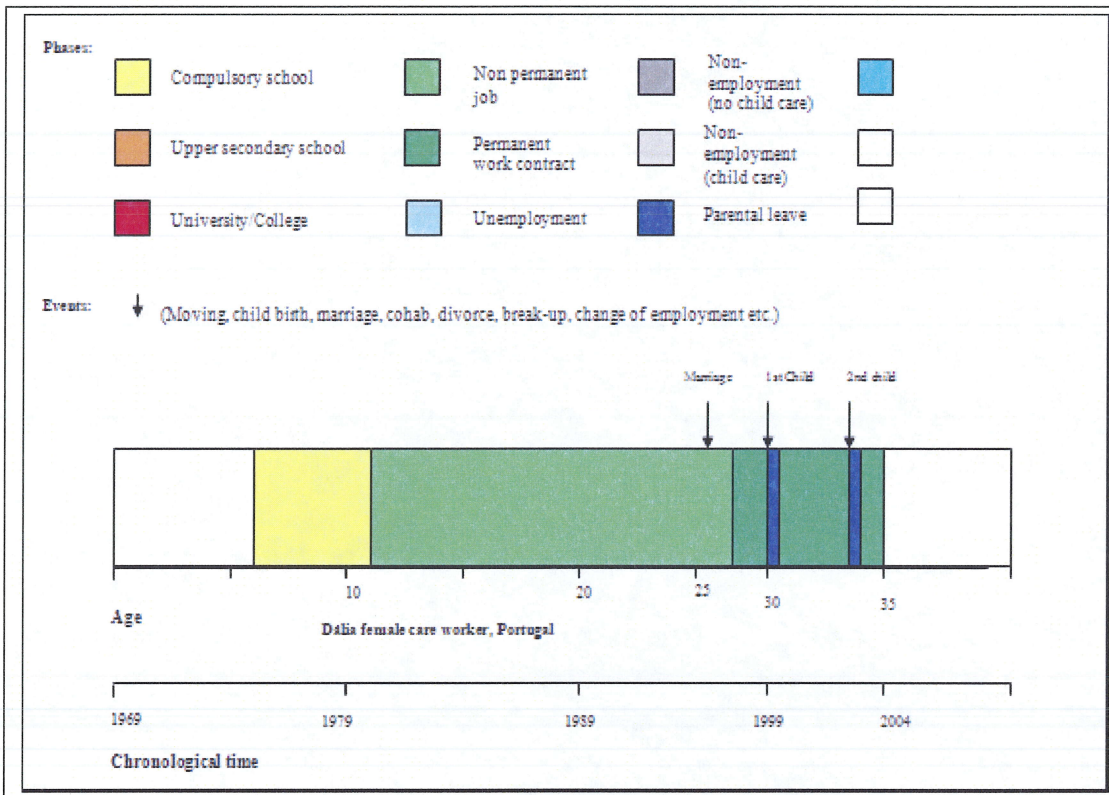 Phases:
Compulsory school
Non permanent
job
Non-
employment
(no child care)
Upper secondary school
Permanent
work contract
Non-
employment
(child care)
University/College
Unemployment
Parental leave
Events:
(Moving, child birth, marriage, cohab, divorce, break-up, change of employment etc.)
Marriage
1st Child
2nd child
10
20
25
30
35
Age
Dália female care worker, Portugal
1969
1979
1989
1999
2004
Chronological time